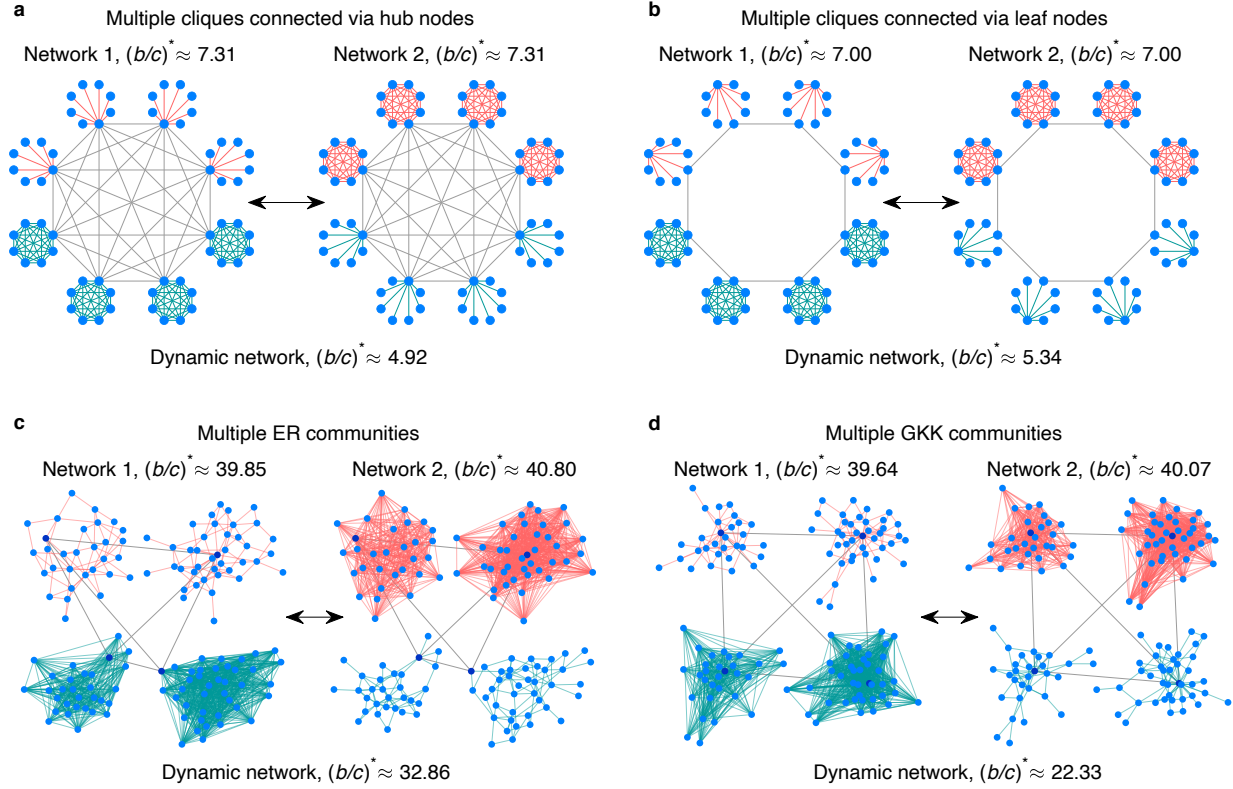 a
Multiple cliques connected via hub nodes
Network 1, (b/c)* ≈ 7.31
Network 2, (b/c)* ≈ 7.31
Dynamic network, (b/c)* ≈ 4.92
b
Multiple cliques connected via leaf nodes
Network 1, (b/c)* ≈ 7.00
Network 2, (b/c)* ≈ 7.00
Dynamic network, (b/c)* ≈ 5.34
c
Multiple ER communities
Network 1, (b/c)* ≈ 39.85
Network 2, (b/c)* ≈ 40.80
Dynamic network, (b/c)* ≈ 32.86
d
Multiple GKK communities
Network 1, (b/c)* ≈ 39.64
Network 2, (b/c)* ≈ 40.07
Dynamic network, (b/c)* ≈ 22.33